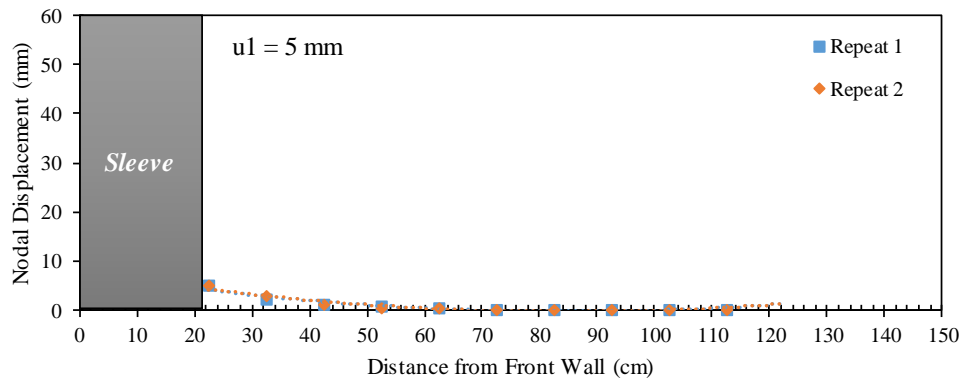 60
50
40
30
20
10
0
Nodal Displacement (mm)
Sleeve
u1 = 5 mm
Repeat 1
Repeat 2
0 10 20 30 40 50 60 70 80 90 100 110 120 130 140 150
Distance from Front Wall (cm)